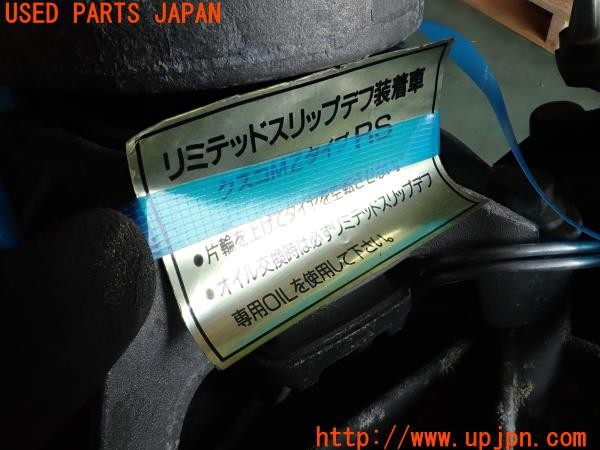 USED PARTS JAPAN
リミテッドスリップデフ装着車
クスコMZタイプRS
●片輪を上げてタイヤを空転させない
●オイル交換時は必ずリミテッドスリップデフ
専用OILを使用して下さい。
http://www.upjpn.com/